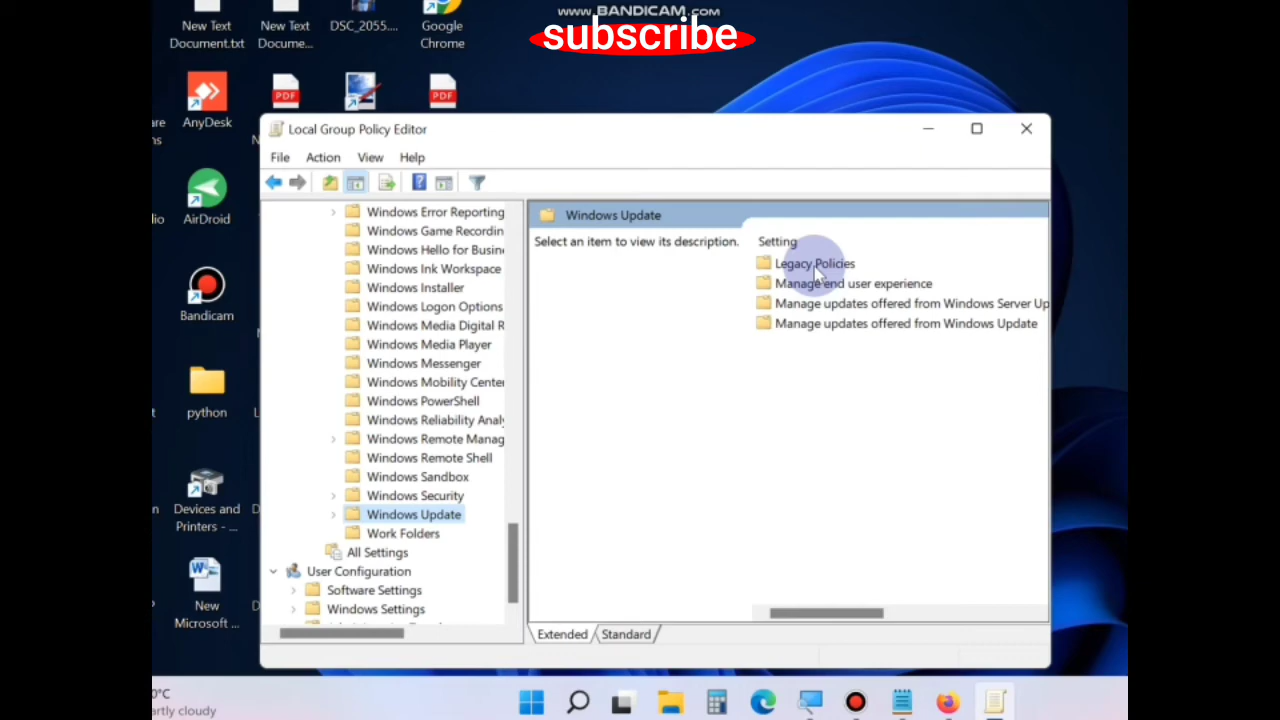 www.BANDICAM.com
subscribe
New Text
Document.txt
New Text
Docume...
DSC_2055....
Google
Chrome
PDF
PDF
AnyDesk
AirDroid
Bandicam
python
Devices and
Printers - ...
New
Microsoft ...
Local Group Policy Editor
File Action View Help
Windows Error Reporting
Windows Game Recordin
Windows Hello for Busin
Windows Ink Workspace
Windows Installer
Windows Logon Options
Windows Media Digital R
Windows Media Player
Windows Messenger
Windows Mobility Center
Windows PowerShell
Windows Reliability Analy
Windows Remote Manag
Windows Remote Shell
Windows Sandbox
Windows Security
Windows Update
Work Folders
All Settings
User Configuration
Software Settings
Windows Settings
Windows Update
Select an item to view its description.
Setting
Legacy Policies
Manage end user experience
Manage updates offered from Windows Server Up
Manage updates offered from Windows Update
Extended Standard
0°C
artly cloudy